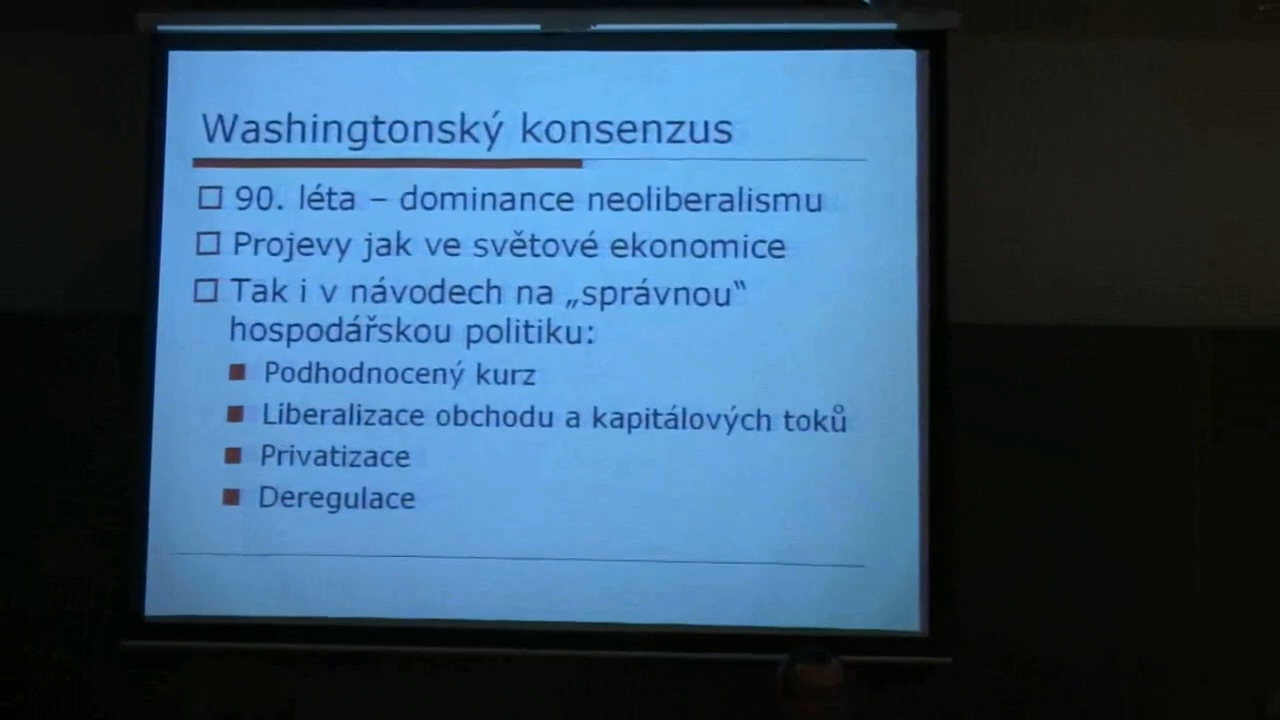 Washingtonský konsenzus
90. léta – dominance neoliberalismu
Projevy jak ve světové ekonomice
Tak i v návodech na „správnou“
hospodářskou politiku:
Podhodnocený kurz
Liberalizace obchodu a kapitálových toků
Privatizace
Deregulace